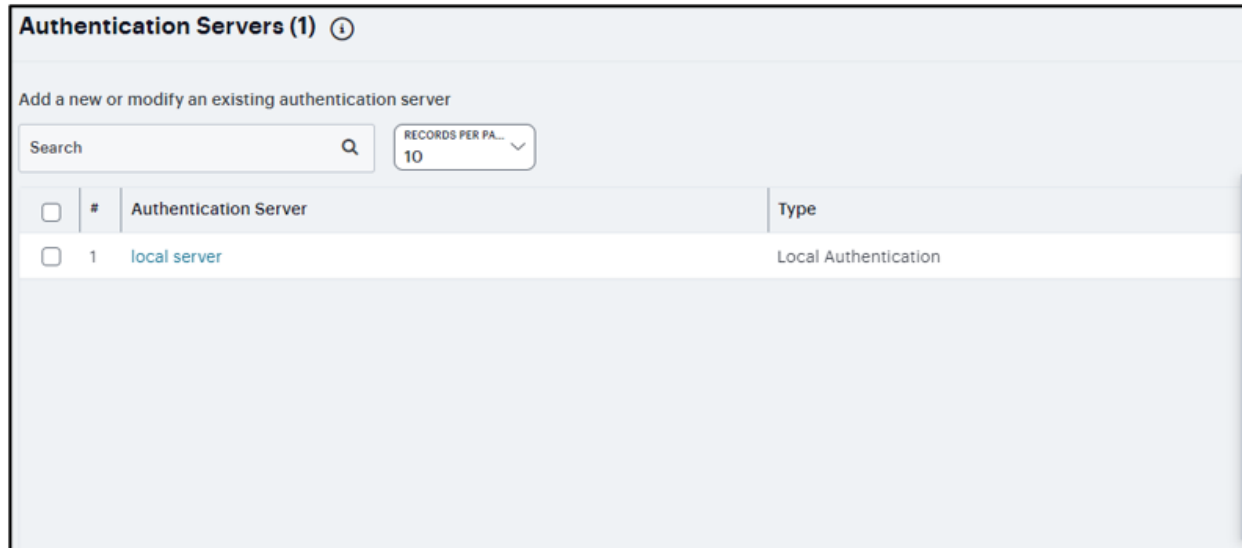 Authentication Servers (1)
Add a new or modify an existing authentication server
Search
RECORDS PER PA...
10
# Authentication Server Type
1 local server Local Authentication